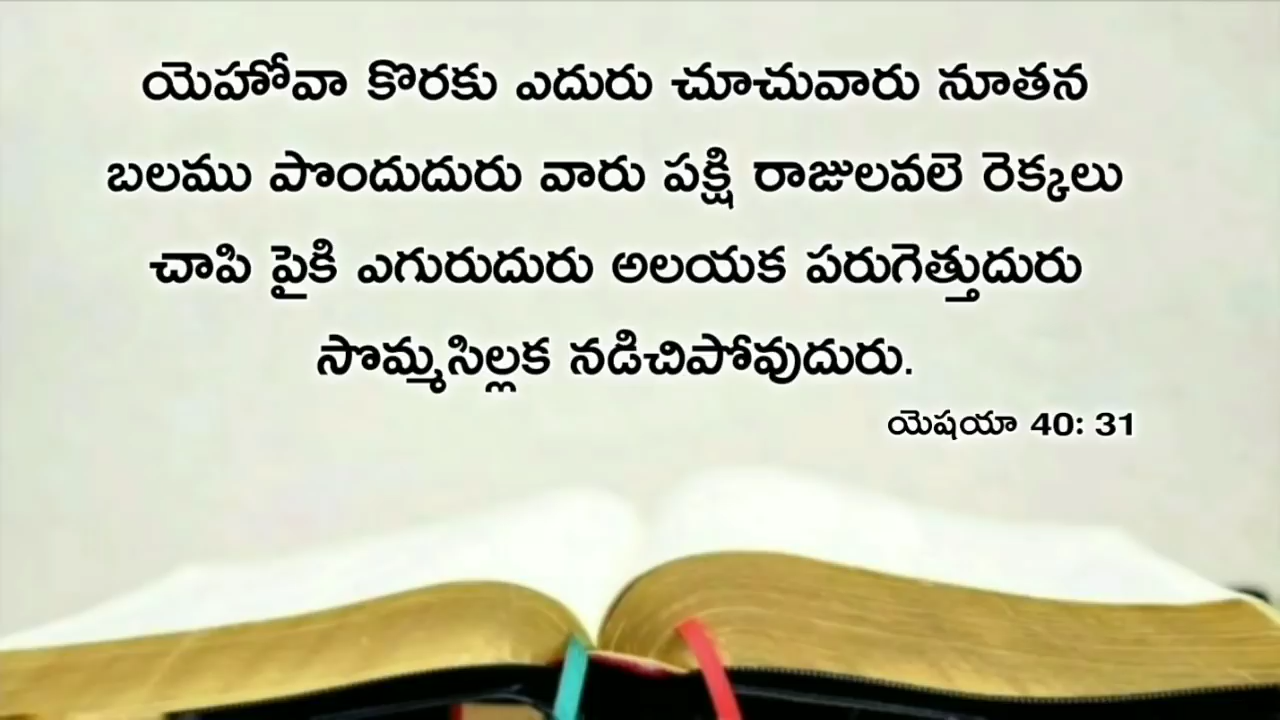 యెహోవా కొరకు ఎదురు చూచువారు నూతన
బలము పొందుదురు వారు పక్షి రాజులవలె రెక్కలు
చాపి పైకి ఎగురుదురు అలయక పరుగెత్తుదురు
సొమ్మసిల్లక నడిచిపోవుదురు.
యెషయా 40: 31